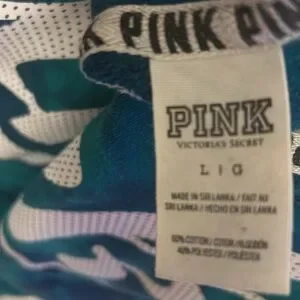 K PINK PINK
PINK
VICTORIA'S SECRET
L | G
MADE IN SRI LANKA / FAIT AU
SRI LANKA / HECHO EN SRI LANKA
60% COTTON / COTON / ALGODÓN
40% POLYESTER / POLIÉSTER